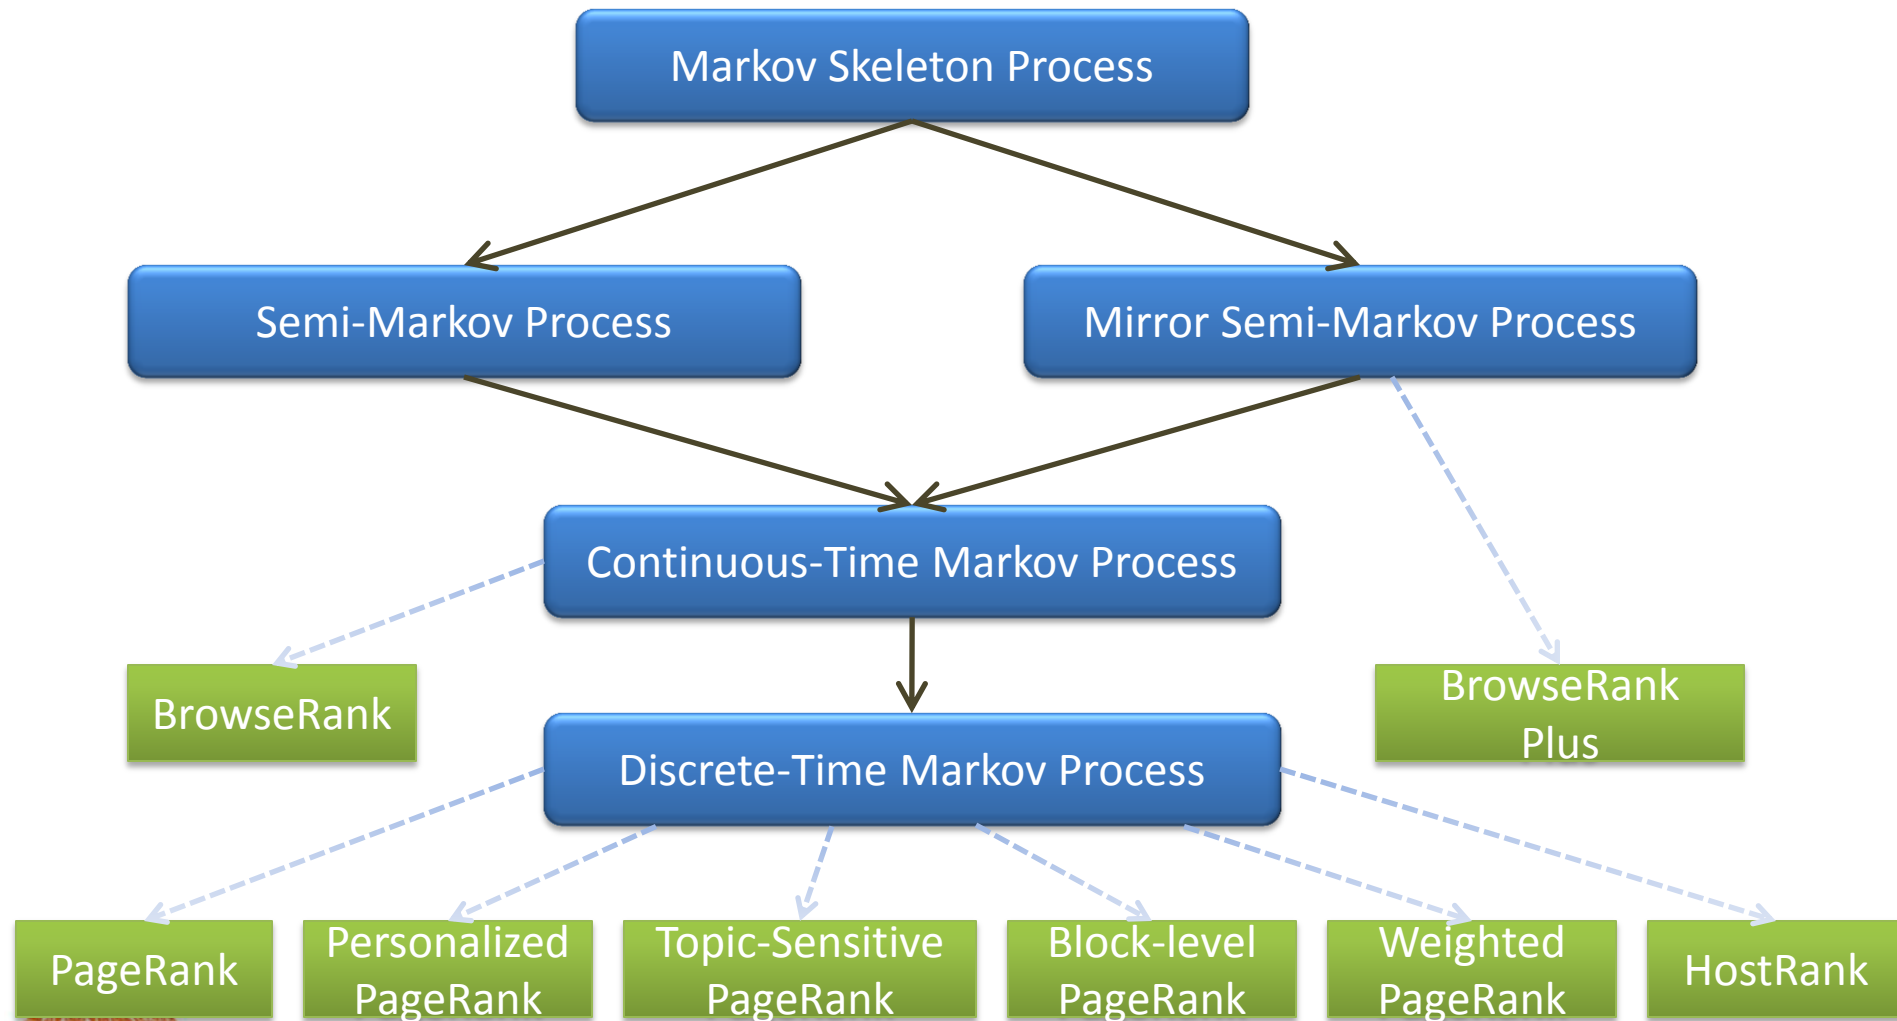 Markov Skeleton Process
Semi-Markov Process
Mirror Semi-Markov Process
Continuous-Time Markov Process
BrowseRank
BrowseRank
Plus
Discrete-Time Markov Process
PageRank
Personalized
PageRank
Topic-Sensitive
PageRank
Block-level
PageRank
Weighted
PageRank
HostRank